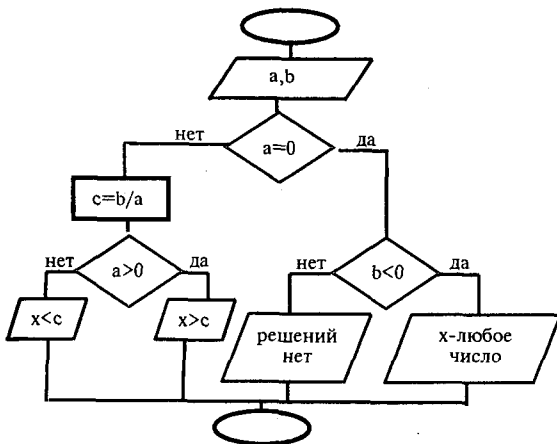 a,b
нет
a=0
да
c=b/a
нет
a>0
да
нет
b<0
да
x<c
x>c
решений
нет
х-любое
число